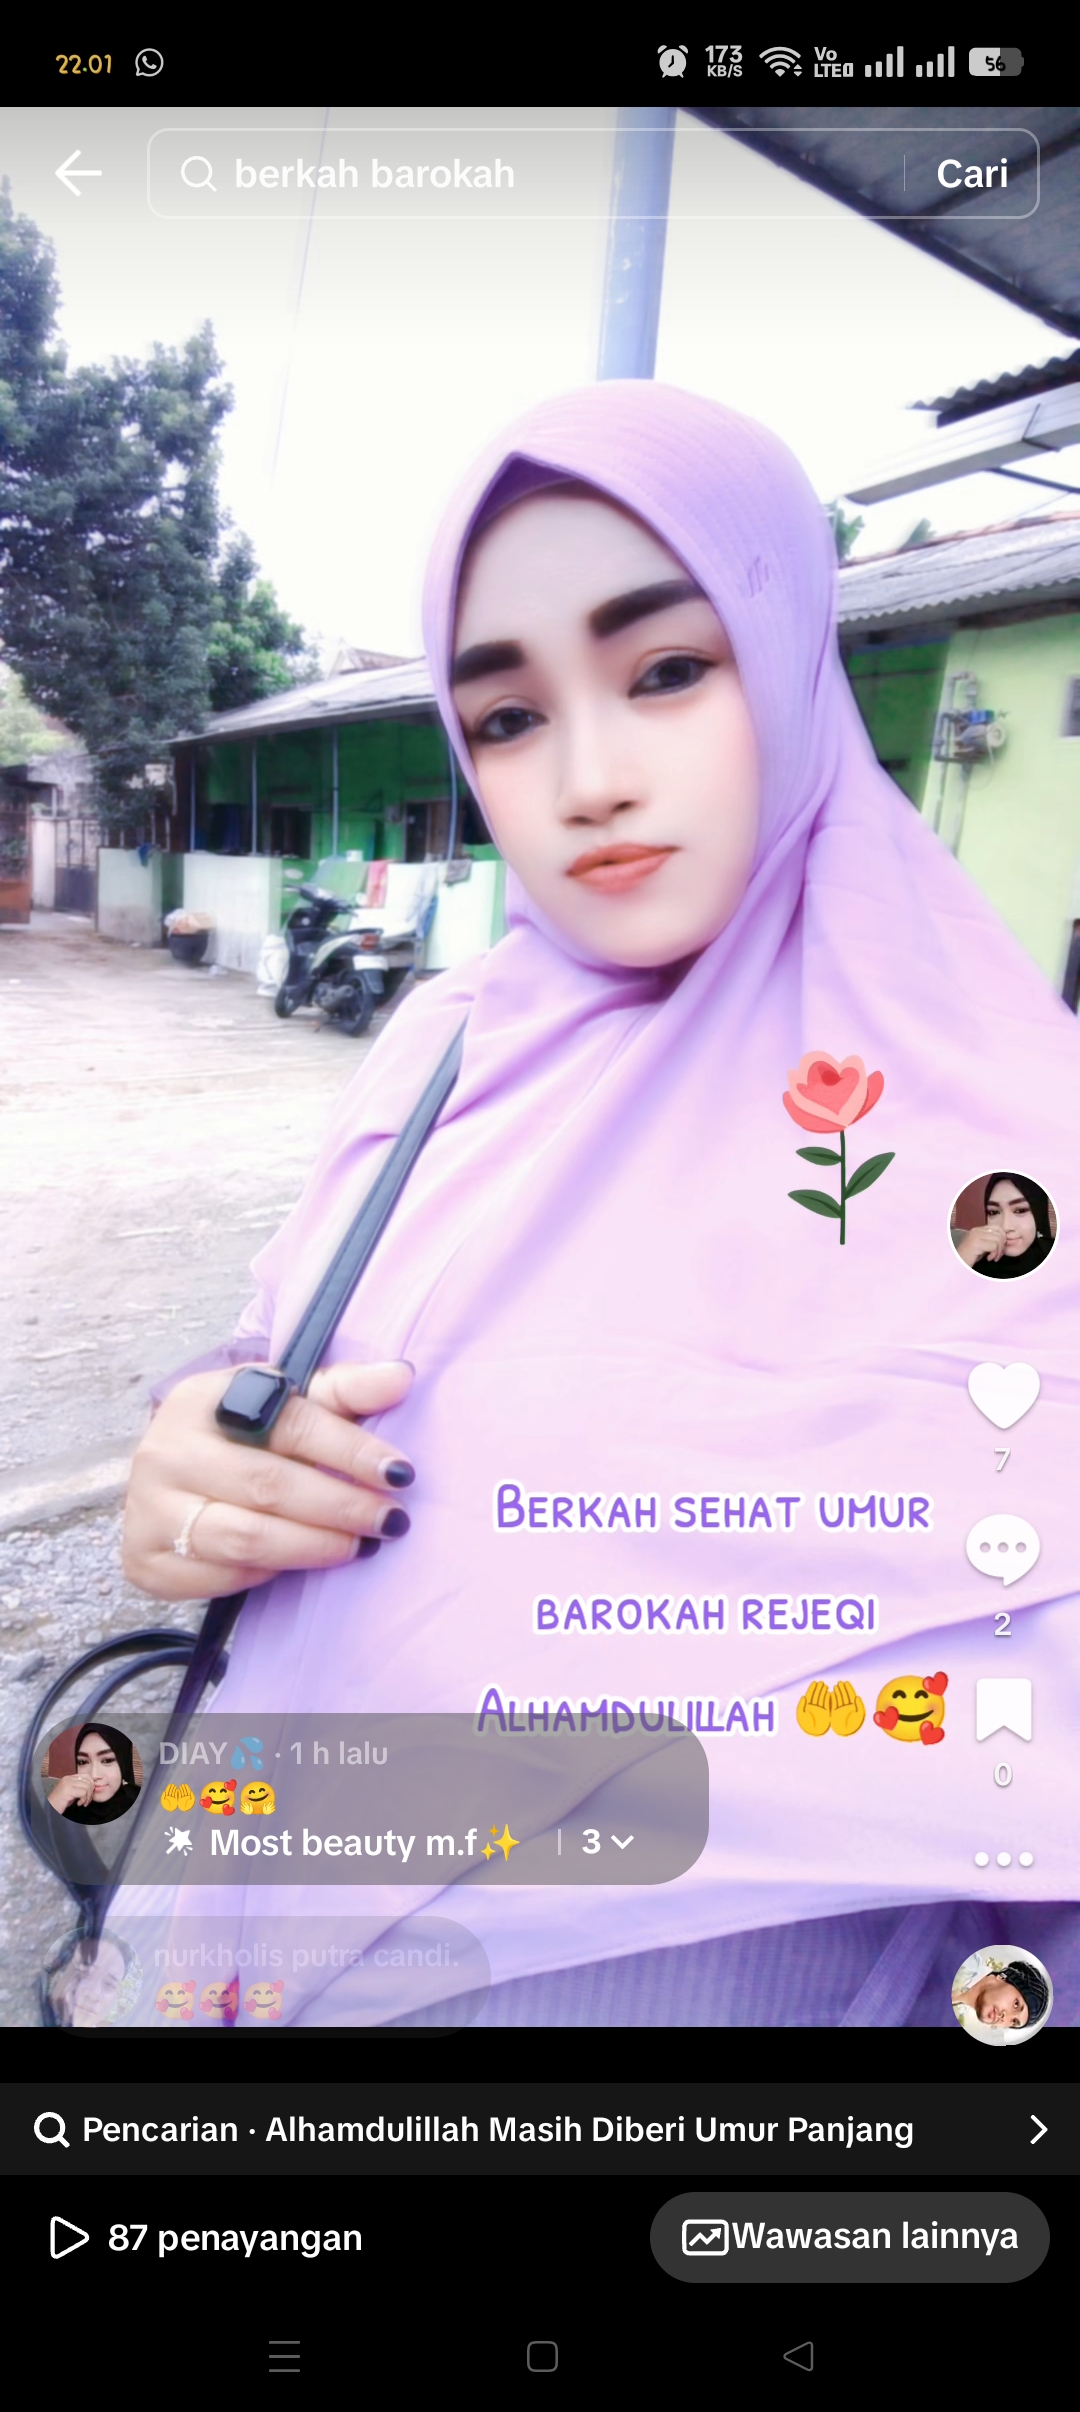 22.01
173 KB/S
Vo LTE
56
berkah barokah
Cari
7
BERKAH SEHAT UMUR
BAROKAH REJEQI
2
ALHAMDULILLAH 🤲🥰
DIAY💦 · 1 h lalu
0
🤲🥰🤗
Most beauty m.f✨ | 3
nurkholis putra candi.
🥰🥰🥰
Pencarian · Alhamdulillah Masih Diberi Umur Panjang
87 penayangan
Wawasan lainnya